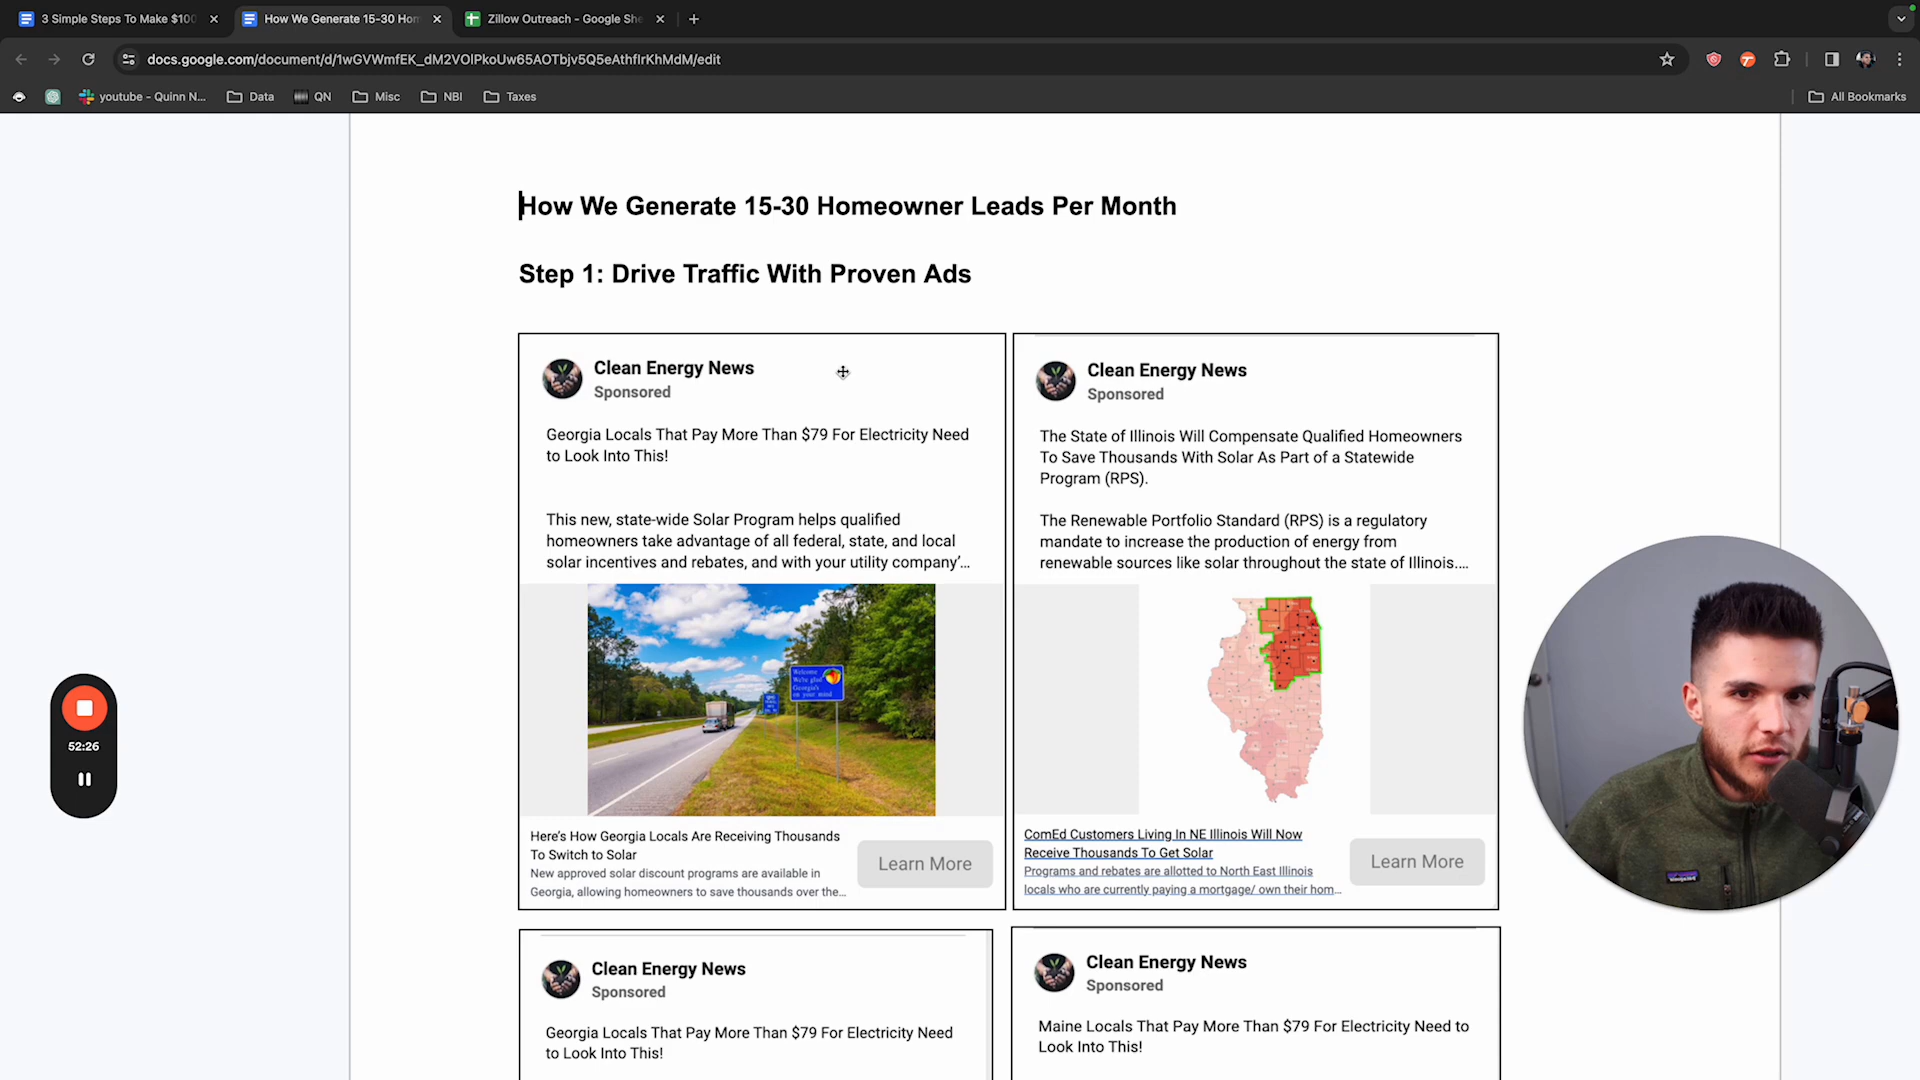 3 Simple Steps To Make $100
How We Generate 15-30 Hom
Zillow Outreach - Google She
docs.google.com/document/d/1wGVWmfEK_dM2VOlPkoUw65AOTbjv5Q5eAthfIrKhMdM/edit
youtube - Quinn N...
Data
QN
Misc
NBI
Taxes
All Bookmarks
How We Generate 15-30 Homeowner Leads Per Month
Step 1: Drive Traffic With Proven Ads
Clean Energy News
Sponsored
Georgia Locals That Pay More Than $79 For Electricity Need
to Look Into This!
This new, state-wide Solar Program helps qualified
homeowners take advantage of all federal, state, and local
solar incentives and rebates, and with your utility company'...
Welcome
We're glad
Georgia's
on your mind
Here's How Georgia Locals Are Receiving Thousands
To Switch to Solar
New approved solar discount programs are available in
Georgia, allowing homeowners to save thousands over the...
Learn More
Clean Energy News
Sponsored
The State of Illinois Will Compensate Qualified Homeowners
To Save Thousands With Solar As Part of a Statewide
Program (RPS).
The Renewable Portfolio Standard (RPS) is a regulatory
mandate to increase the production of energy from
renewable sources like solar throughout the state of Illinois....
ComEd Customers Living In NE Illinois Will Now
Receive Thousands To Get Solar
Programs and rebates are allotted to North East Illinois
locals who are currently paying a mortgage/ own their hom...
Learn More
52:26
Clean Energy News
Sponsored
Georgia Locals That Pay More Than $79 For Electricity Need
to Look Into This!
Clean Energy News
Sponsored
Maine Locals That Pay More Than $79 For Electricity Need to
Look Into This!